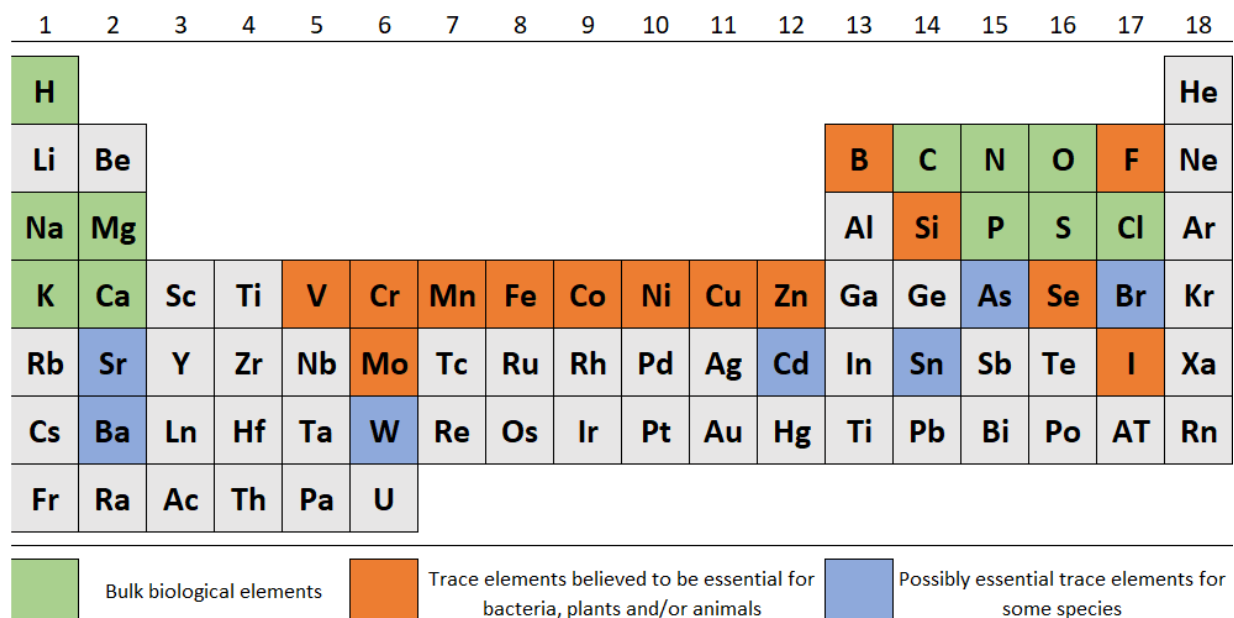 1 2 3 4 5 6 7 8 9 10 11 12 13 14 15 16 17 18
H He
Li Be B C N O F Ne
Na Mg Al Si P S Cl Ar
K Ca Sc Ti V Cr Mn Fe Co Ni Cu Zn Ga Ge As Se Br Kr
Rb Sr Y Zr Nb Mo Tc Ru Rh Pd Ag Cd In Sn Sb Te I Xa
Cs Ba Ln Hf Ta W Re Os Ir Pt Au Hg Ti Pb Bi Po AT Rn
Fr Ra Ac Th Pa U
Bulk biological elements
Trace elements believed to be essential for
bacteria, plants and/or animals
Possibly essential trace elements for
some species